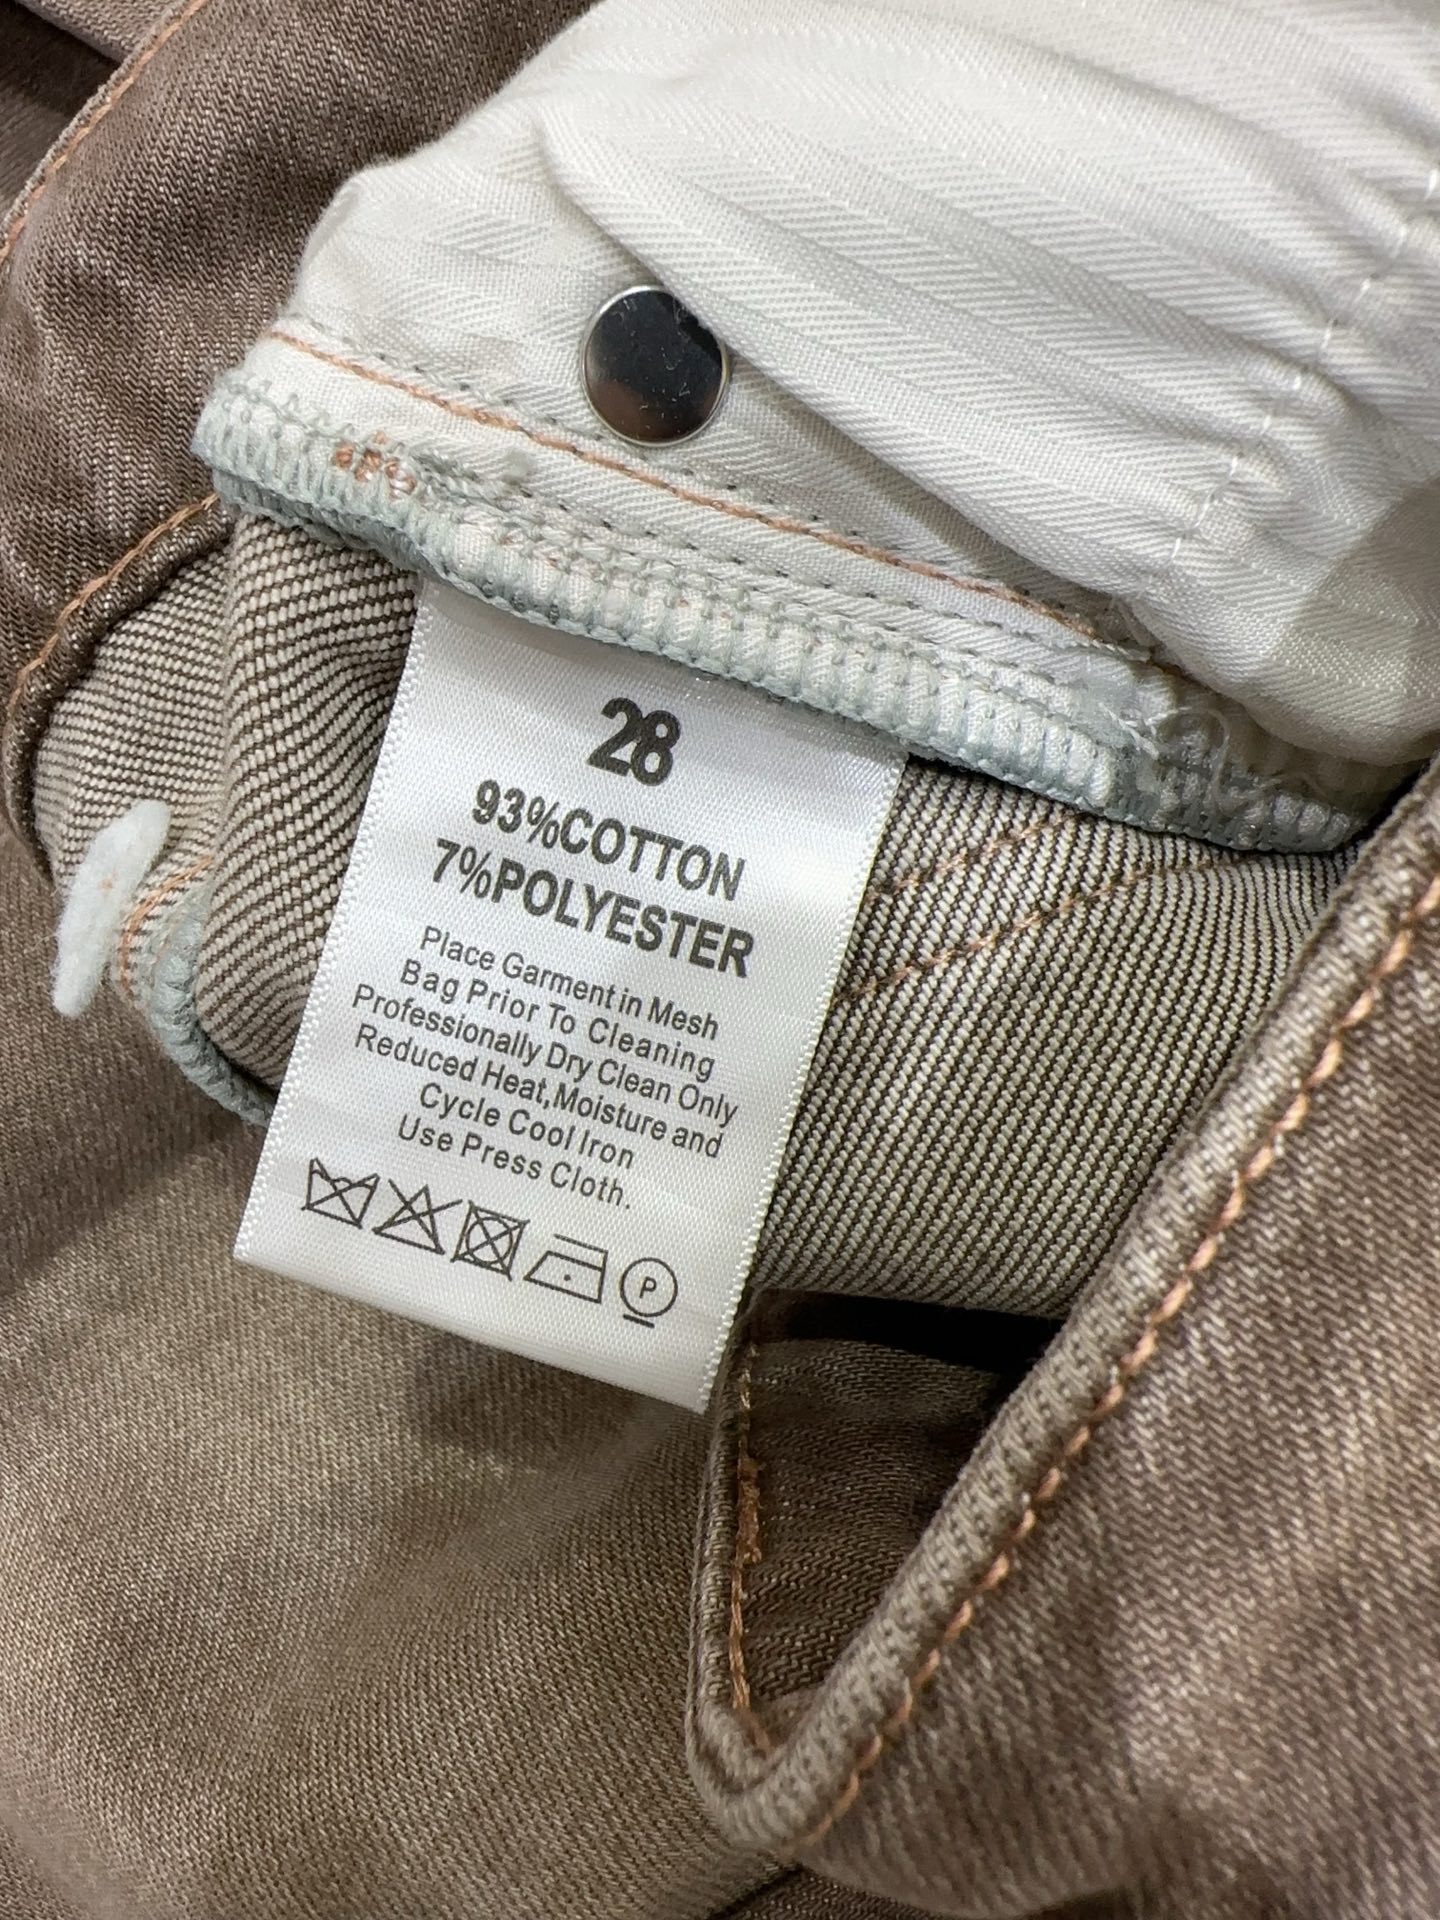 28
93%COTTON
7%POLYESTER
Place Garment in Mesh
Bag Prior To Cleaning
Professionally Dry Clean Only
Reduced Heat,Moisture and
Cycle Cool Iron
Use Press Cloth.
P